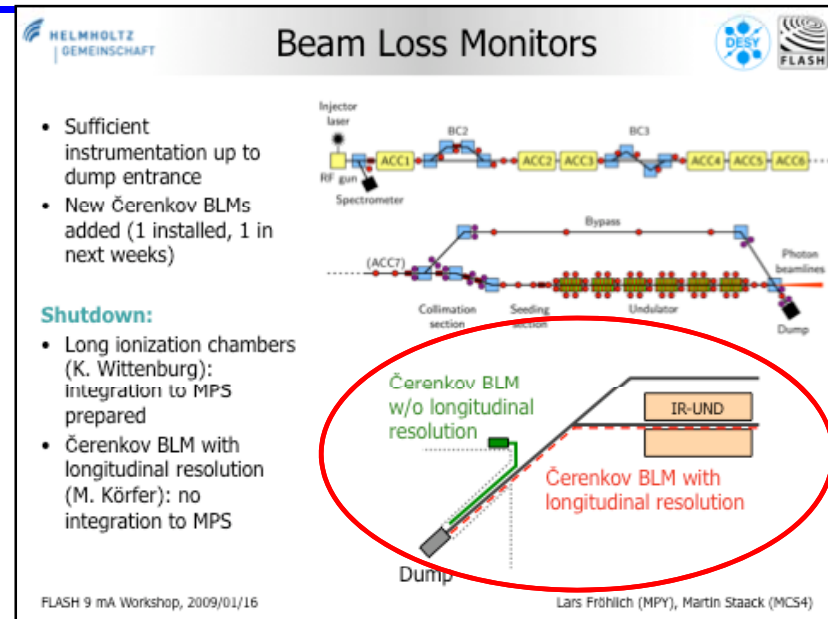 HELMHOLTZ
GEMEINSCHAFT
Beam Loss Monitors
DESY
FLASH
• Sufficient
instrumentation up to
dump entrance
• New Čerenkov BLMs
added (1 installed, 1 in
next weeks)
Shutdown:
• Long ionization chambers
(K. Wittenburg):
integration to MPS
prepared
• Čerenkov BLM with
longitudinal resolution
(M. Körfer): no
integration to MPS
Injector
laser
BC2
BC3
ACC1
ACC2
ACC3
ACC4
ACC5
ACC6
RF gun
Spectrometer
Bypass
(ACC7)
Photon
beamlines
Collimation
section
Seeding
section
Undulator
Dump
Čerenkov BLM
w/o longitudinal
resolution
IR-UND
Čerenkov BLM with
longitudinal resolution
Dump
FLASH 9 mA Workshop, 2009/01/16
Lars Fröhlich (MPY), Martin Staack (MCS4)